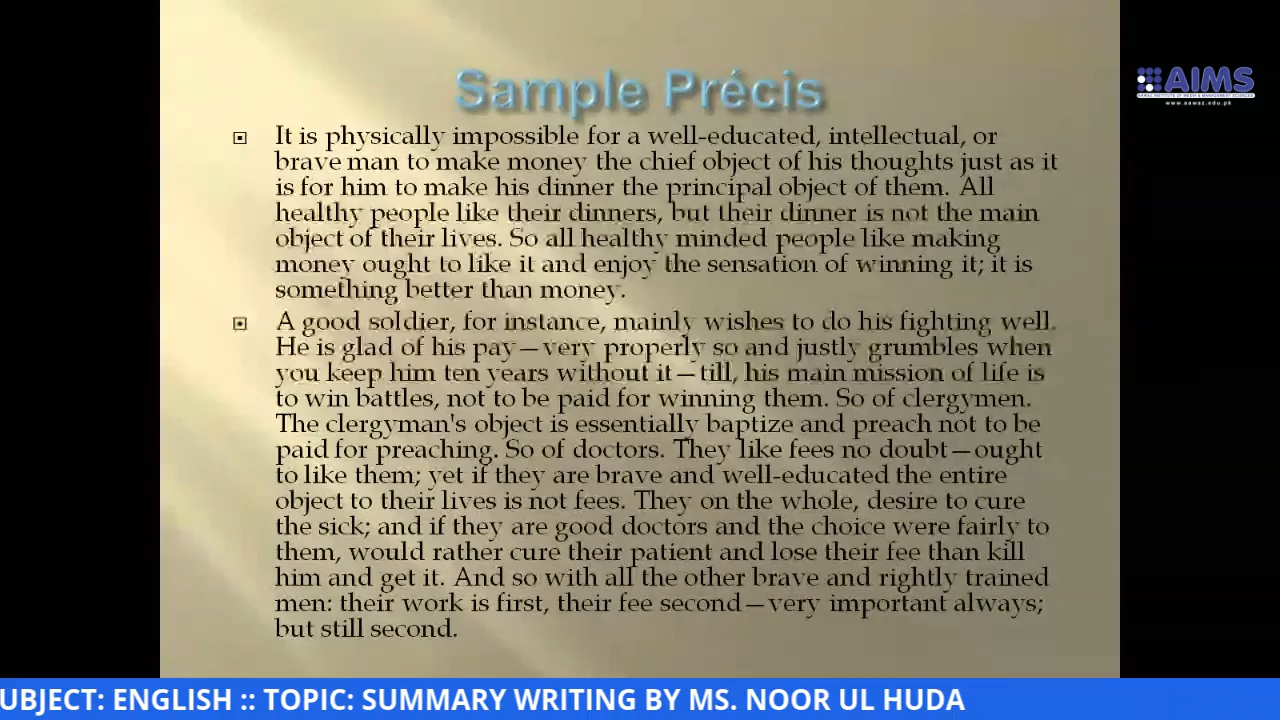 Sample Précis
AIMS
www.aawaz.edu.pk
It is physically impossible for a well-educated, intellectual, or
brave man to make money the chief object of his thoughts just as it
is for him to make his dinner the principal object of them. All
healthy people like their dinners, but their dinner is not the main
object of their lives. So all healthy minded people like making
money ought to like it and enjoy the sensation of winning it; it is
something better than money.
A good soldier, for instance, mainly wishes to do his fighting well.
He is glad of his pay—very properly so and justly grumbles when
you keep him ten years without it—till, his main mission of life is
to win battles, not to be paid for winning them. So of clergymen.
The clergyman's object is essentially baptize and preach not to be
paid for preaching. So of doctors. They like fees no doubt—ought
to like them; yet if they are brave and well-educated the entire
object to their lives is not fees. They on the whole, desire to cure
the sick; and if they are good doctors and the choice were fairly to
them, would rather cure their patient and lose their fee than kill
him and get it. And so with all the other brave and rightly trained
men: their work is first, their fee second—very important always;
but still second.
UBJECT: ENGLISH :: TOPIC: SUMMARY WRITING BY MS. NOOR UL HUDA